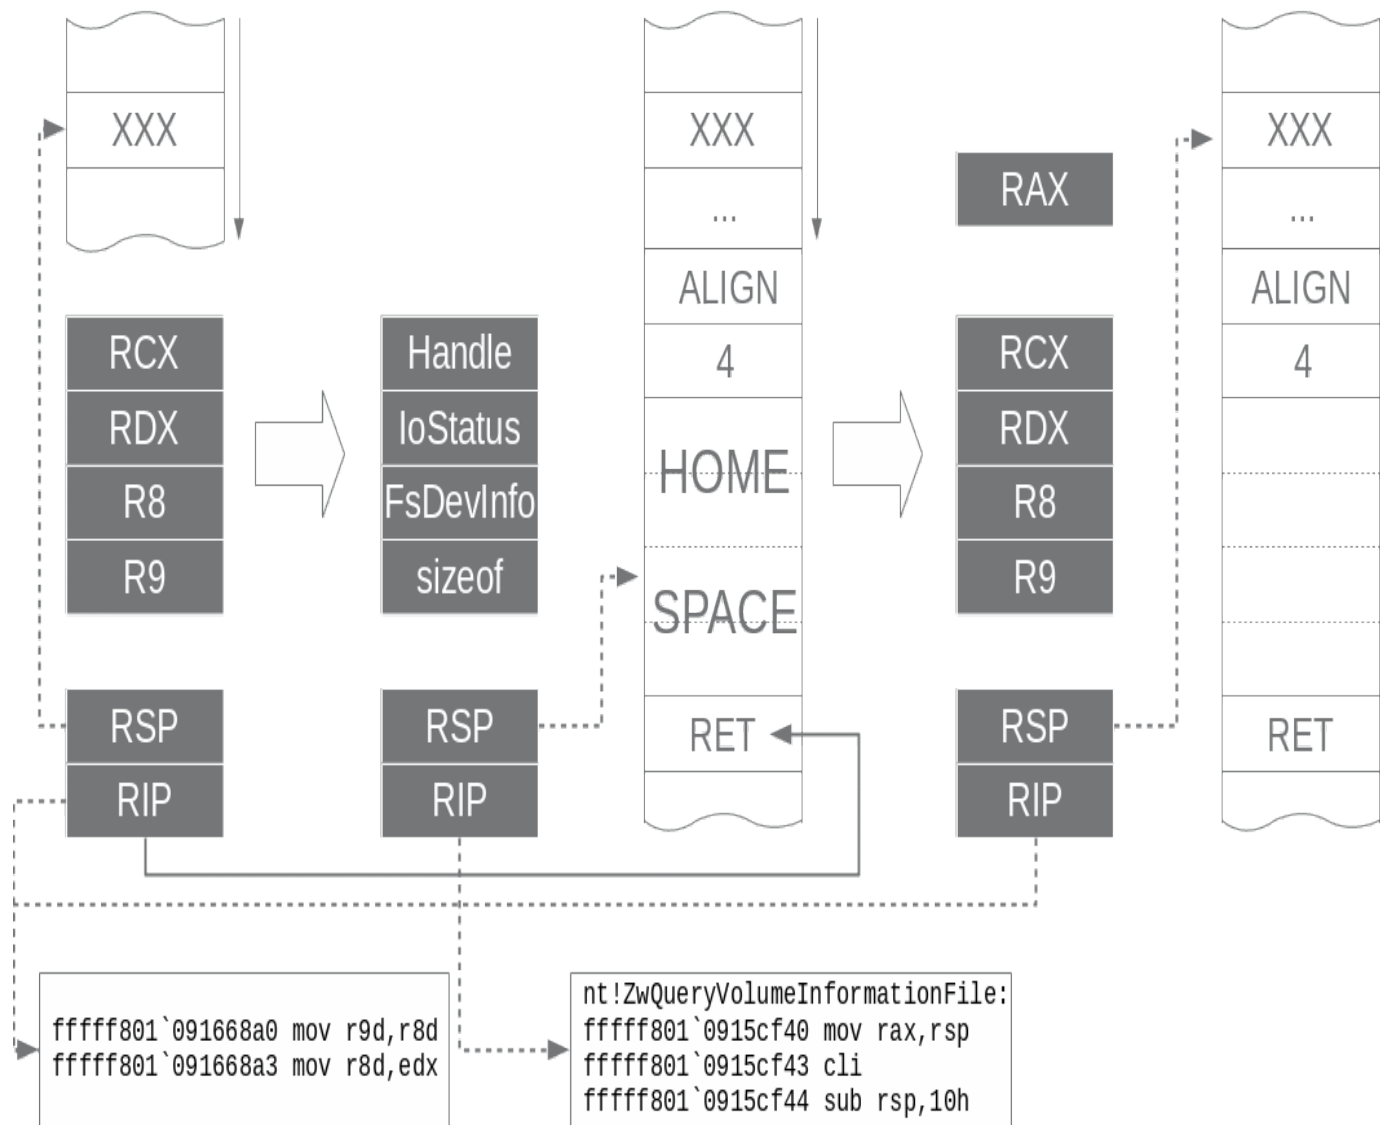 XXX
RCX
RDX
R8
R9
RSP
RIP
Handle
IoStatus
FsDevInfo
sizeof
RSP
RIP
XXX
...
ALIGN
4
HOME
SPACE
RET
RAX
RCX
RDX
R8
R9
RSP
RIP
XXX
...
ALIGN
4
RET
fffff801`091668a0 mov r9d,r8d
fffff801`091668a3 mov r8d,edx
nt!ZwQueryVolumeInformationFile:
fffff801`0915cf40 mov rax,rsp
fffff801`0915cf43 cli
fffff801`0915cf44 sub rsp,10h